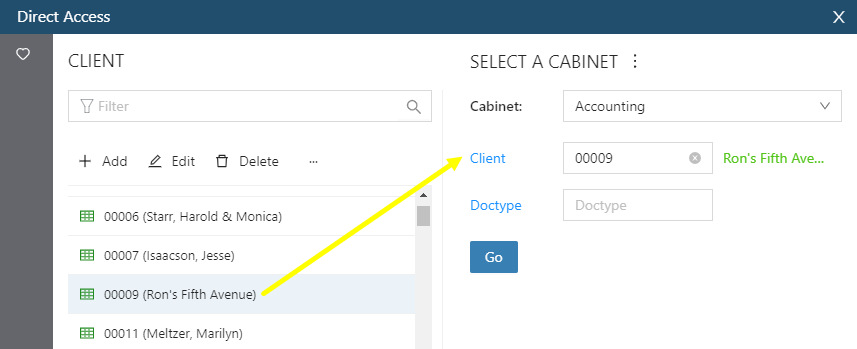 Direct Access X
CLIENT
Filter
Add Edit Delete ...
00006 (Starr, Harold & Monica)
00007 (Isaacson, Jesse)
00009 (Ron's Fifth Avenue)
00011 (Meltzer, Marilyn)
SELECT A CABINET
Cabinet: Accounting
Client 00009 Ron's Fifth Ave...
Doctype Doctype
Go